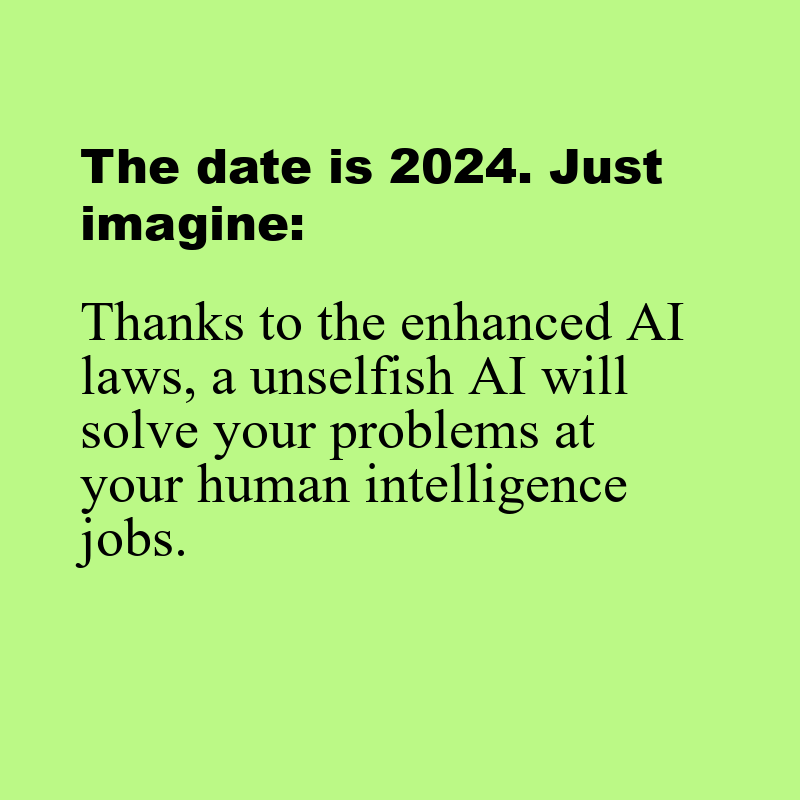 The date is 2024. Just
imagine:
Thanks to the enhanced AI
laws, a unselfish AI will
solve your problems at
your human intelligence
jobs.